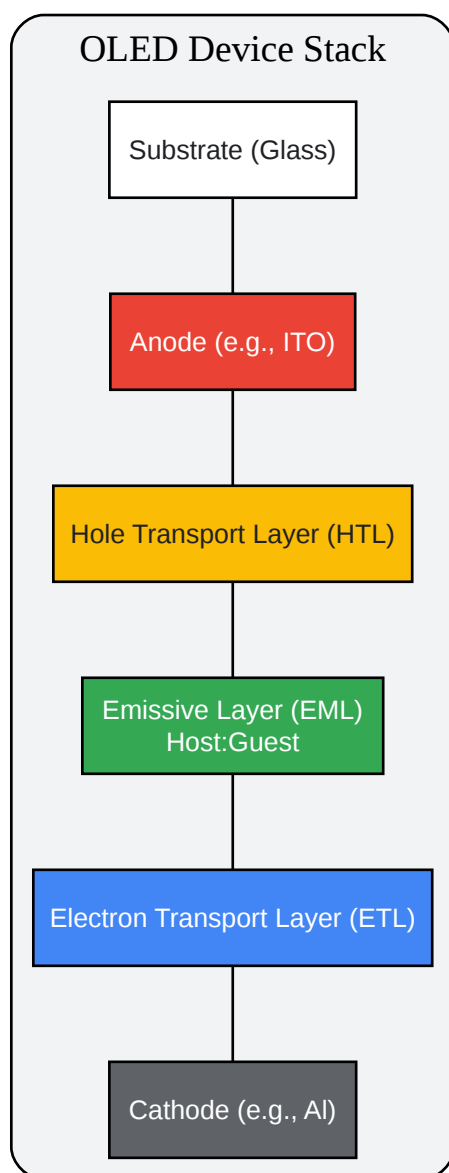 OLED Device Stack
Substrate (Glass)
Anode (e.g., ITO)
Hole Transport Layer (HTL)
Emissive Layer (EML)
Host:Guest
Electron Transport Layer (ETL)
Cathode (e.g., Al)